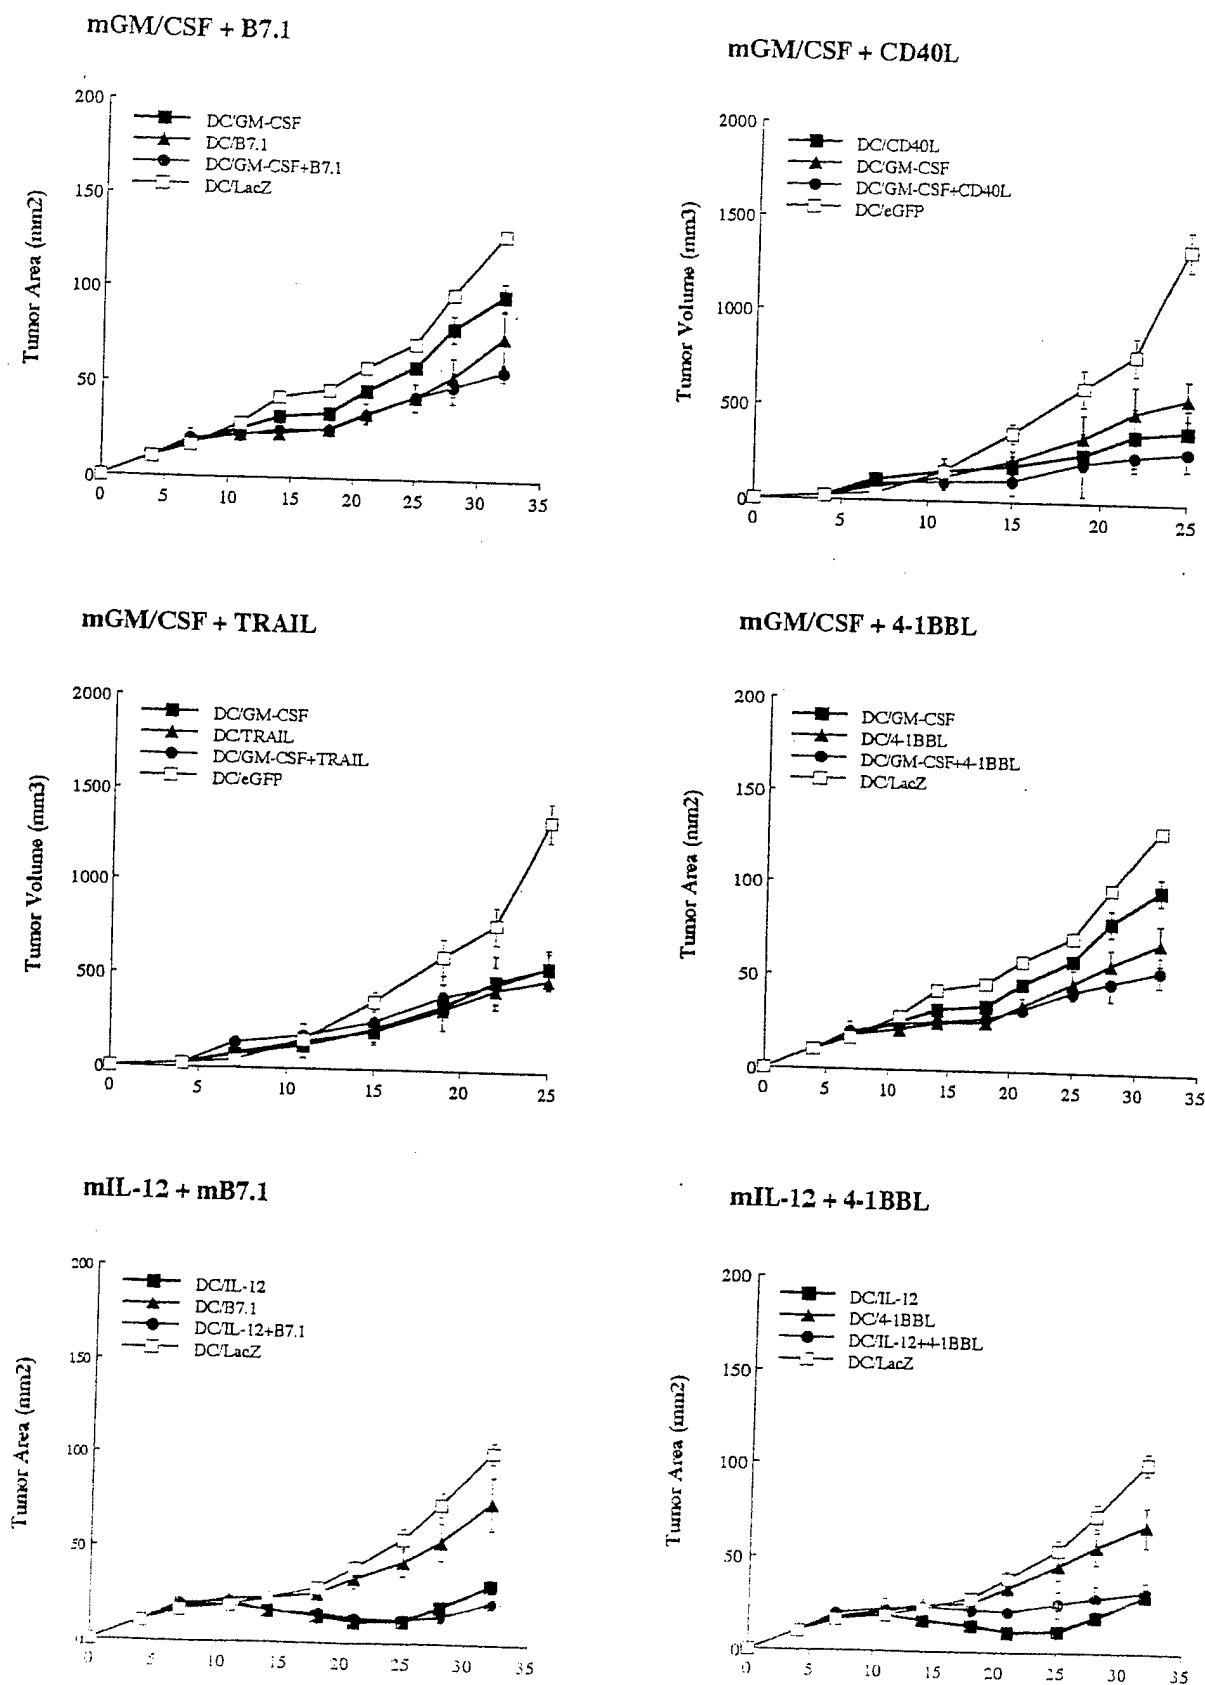 mGM/CSF + B7.1
200
150
100
50
0
Tumor Area (mm2)
DC/GM-CSF
DC/B7.1
DC/GM-CSF+B7.1
DC/LacZ
0 5 10 15 20 25 30 35
mGM/CSF + CD40L
2000
1500
1000
500
0
Tumor Volume (mm3)
DC/CD40L
DC/GM-CSF
DC/GM-CSF+CD40L
DC/eGFP
0 5 10 15 20 25
mGM/CSF + TRAIL
2000
1500
1000
500
0
Tumor Volume (mm3)
DC/GM-CSF
DC/TRAIL
DC/GM-CSF+TRAIL
DC/eGFP
0 5 10 15 20 25
mGM/CSF + 4-1BBL
200
150
100
50
0
Tumor Area (mm2)
DC/GM-CSF
DC/4-1BBL
DC/GM-CSF+4-1BBL
DC/LacZ
0 5 10 15 20 25 30 35
mIL-12 + mB7.1
200
150
100
50
Tumor Area (mm2)
DC/IL-12
DC/B7.1
DC/IL-12+B7.1
DC/LacZ
0 5 10 15 20 25 30 35
mIL-12 + 4-1BBL
200
150
100
50
0
Tumor Area (mm2)
DC/IL-12
DC/4-1BBL
DC/IL-12+4-1BBL
DC/LacZ
0 5 10 15 20 25 30 35